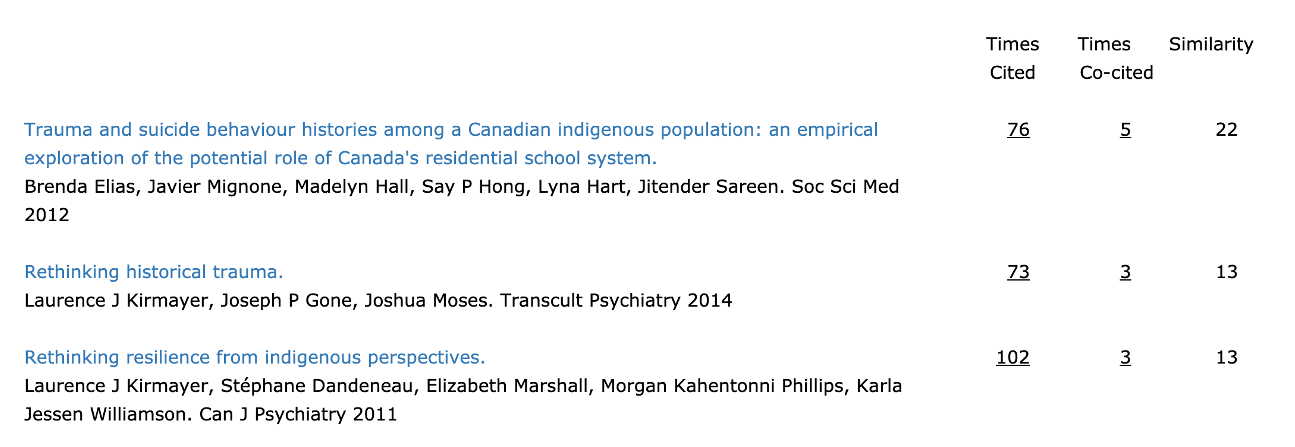 Times Times Similarity
Cited Co-cited
Trauma and suicide behaviour histories among a Canadian indigenous population: an empirical 76 5 22
exploration of the potential role of Canada's residential school system.
Brenda Elias, Javier Mignone, Madelyn Hall, Say P Hong, Lyna Hart, Jitender Sareen. Soc Sci Med
2012
Rethinking historical trauma. 73 3 13
Laurence J Kirmayer, Joseph P Gone, Joshua Moses. Transcult Psychiatry 2014
Rethinking resilience from indigenous perspectives. 102 3 13
Laurence J Kirmayer, Stéphane Dandeneau, Elizabeth Marshall, Morgan Kahentonni Phillips, Karla
Jessen Williamson. Can J Psychiatry 2011